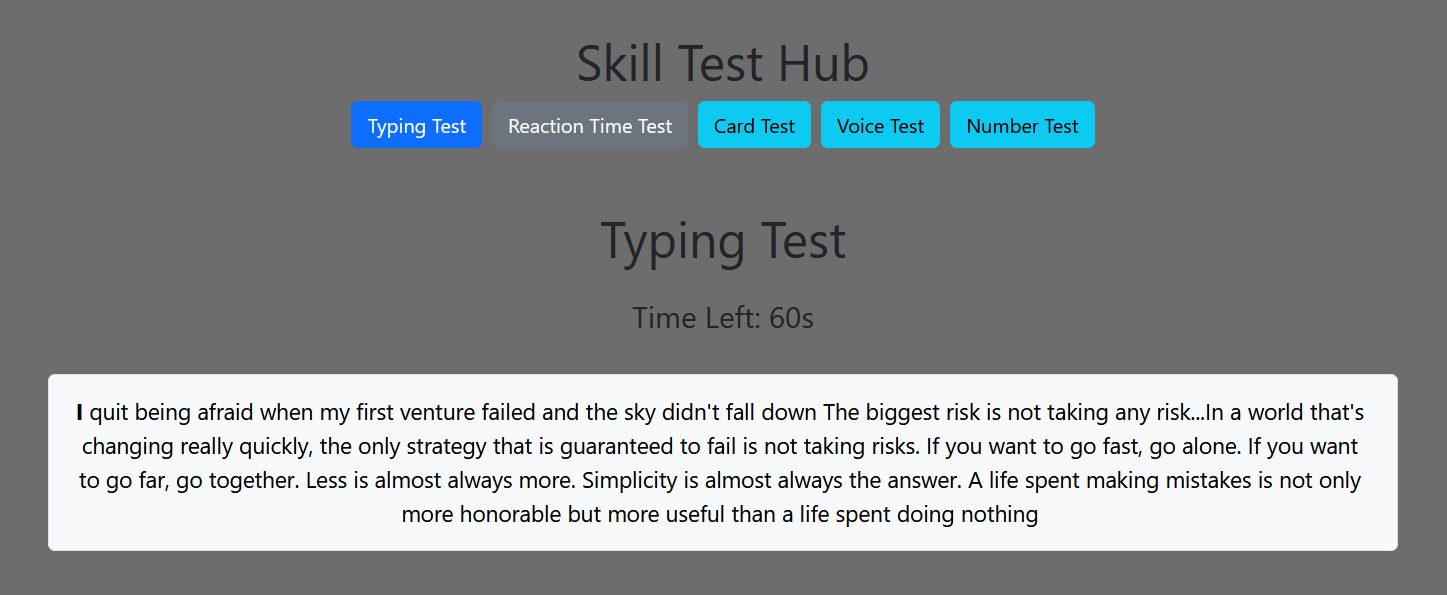 Skill Test Hub
Typing Test Reaction Time Test Card Test Voice Test Number Test
Typing Test
Time Left: 60s
I quit being afraid when my first venture failed and the sky didn't fall down The biggest risk is not taking any risk...In a world that's
changing really quickly, the only strategy that is guaranteed to fail is not taking risks. If you want to go fast, go alone. If you want
to go far, go together. Less is almost always more. Simplicity is almost always the answer. A life spent making mistakes is not only
more honorable but more useful than a life spent doing nothing